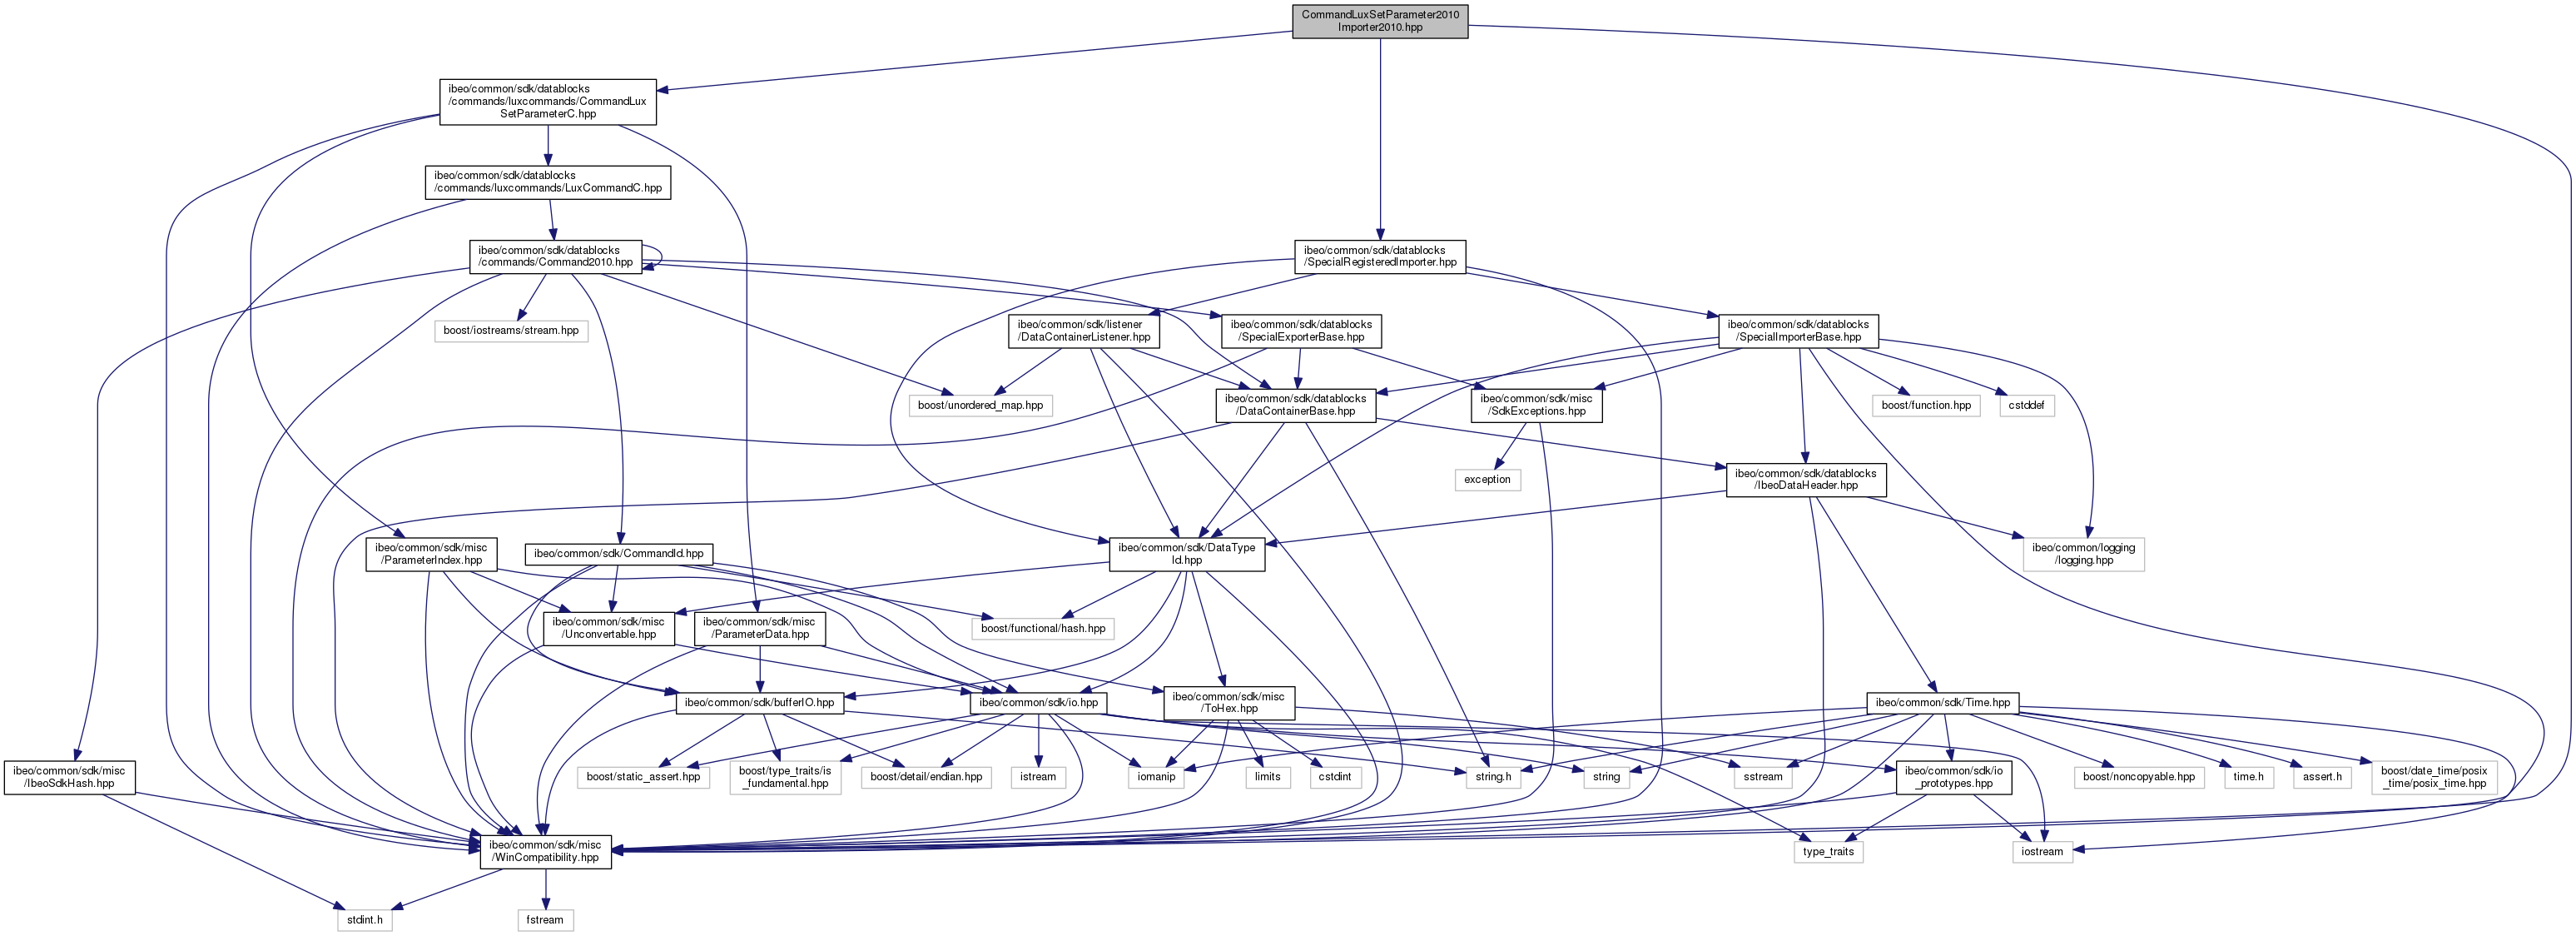 CommandLuxSetParameter2010
Importer2010.hpp
ibeo/common/sdk/datablocks
/commands/luxcommands/CommandLux
SetParameterC.hpp
ibeo/common/sdk/datablocks
/commands/luxcommands/LuxCommandC.hpp
ibeo/common/sdk/datablocks
/commands/Command2010.hpp
ibeo/common/sdk/datablocks
/SpecialRegisteredImporter.hpp
boost/iostreams/stream.hpp
ibeo/common/sdk/listener
/DataContainerListener.hpp
ibeo/common/sdk/datablocks
/SpecialExporterBase.hpp
ibeo/common/sdk/datablocks
/SpecialImporterBase.hpp
boost/unordered_map.hpp
ibeo/common/sdk/datablocks
/DataContainerBase.hpp
ibeo/common/sdk/misc
/SdkExceptions.hpp
boost/function.hpp
cstddef
exception
ibeo/common/sdk/datablocks
/IbeoDataHeader.hpp
ibeo/common/sdk/misc
/ParameterIndex.hpp
ibeo/common/sdk/CommandId.hpp
ibeo/common/sdk/DataType
Id.hpp
ibeo/common/logging
/logging.hpp
ibeo/common/sdk/misc
/Unconvertable.hpp
ibeo/common/sdk/misc
/ParameterData.hpp
boost/functional/hash.hpp
ibeo/common/sdk/bufferIO.hpp
ibeo/common/sdk/io.hpp
ibeo/common/sdk/misc
/ToHex.hpp
ibeo/common/sdk/Time.hpp
ibeo/common/sdk/misc
/IbeoSdkHash.hpp
boost/static_assert.hpp
boost/type_traits/is
_fundamental.hpp
boost/detail/endian.hpp
istream
iomanip
limits
cstdint
string.h
string
sstream
ibeo/common/sdk/io
_prototypes.hpp
boost/noncopyable.hpp
time.h
assert.h
boost/date_time/posix
_time/posix_time.hpp
ibeo/common/sdk/misc
/WinCompatibility.hpp
type_traits
iostream
stdint.h
fstream